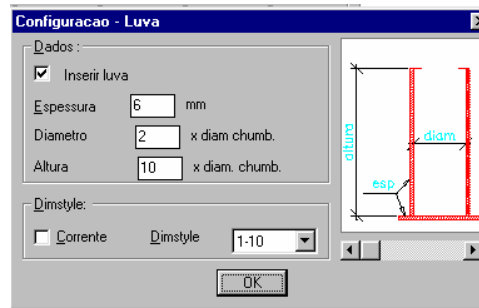 Configuracao - Luva
Dados :
Inserir luva
Espessura 6 mm
Diametro 2 x diam chumb.
Altura 10 x diam. chumb.
Dimstyle:
Corrente Dimstyle 1-10
OK
altura
diam
esp